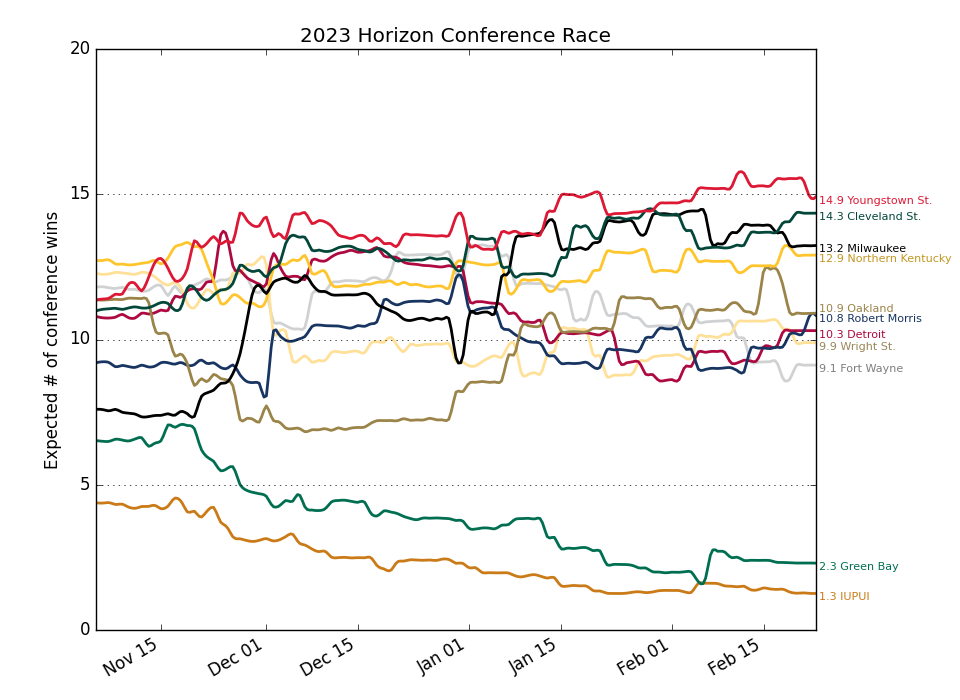 2023 Horizon Conference Race
Expected # of conference wins
20
15
10
5
0
14.9 Youngstown St.
14.3 Cleveland St.
13.2 Milwaukee
12.9 Northern Kentucky
10.9 Oakland
10.8 Robert Morris
10.3 Detroit
9.9 Wright St.
9.1 Fort Wayne
2.3 Green Bay
1.3 IUPUI
Nov 15
Dec 01
Dec 15
Jan 01
Jan 15
Feb 01
Feb 15